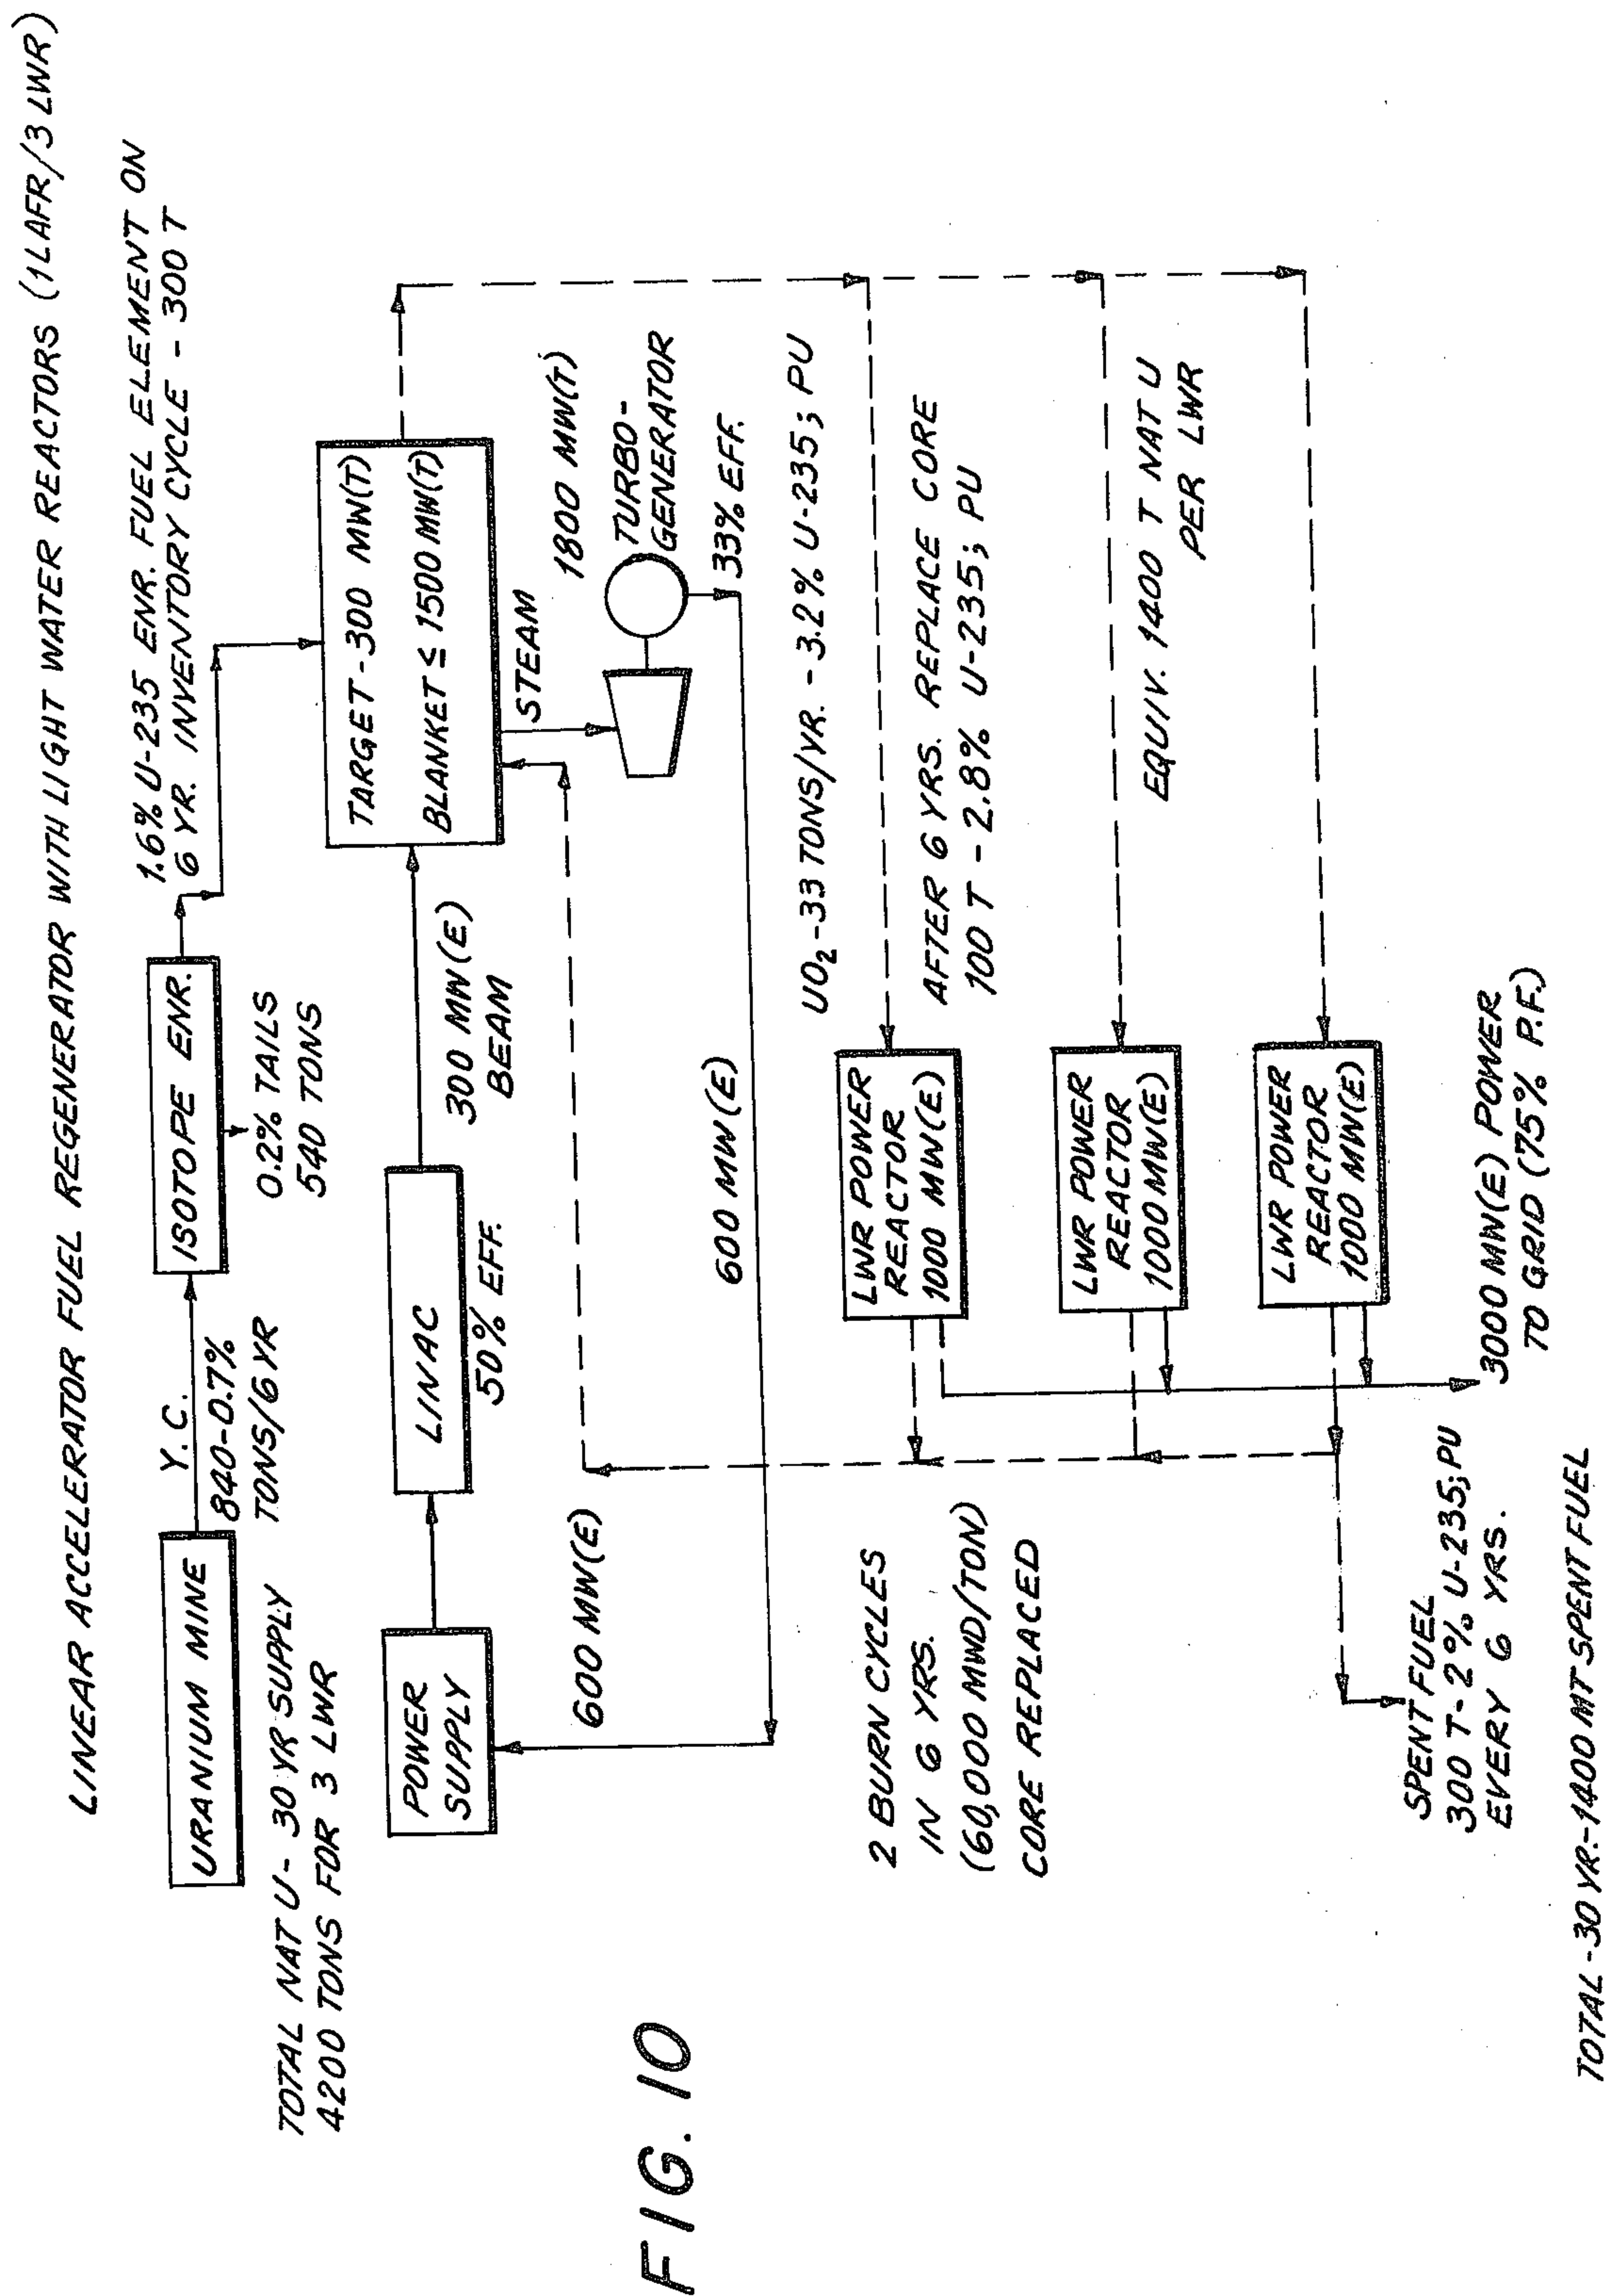 LINEAR ACCELERATOR FUEL REGENERATOR WITH LIGHT WATER REACTORS (1LAFR/3 LWR)
URANIUM MINE
Y.C.
840-0.7%
TONS/6YR
ISOTOPE ENR.
0.2% TAILS
540 TONS
1.6% U-235 ENR. FUEL ELEMENT ON
6 YR. INVENTORY CYCLE - 300 T
TOTAL NAT U- 30 YR SUPPLY
4200 TONS FOR 3 LWR
POWER
SUPPLY
LINAC
50% EFF.
300 MW(E)
BEAM
TARGET-300 MW(T)
BLANKET ≤ 1500 MW(T)
STEAM
1800 MW(T)
TURBO-
GENERATOR
33% EFF.
600 MW(E)
600 MW(E)
UO2-33 TONS/YR. -3.2% U-235; PU
AFTER 6 YRS. REPLACE CORE
100 T - 2.8% U-235; PU
EQUIV. 1400 T NAT U
PER LWR
2 BURN CYCLES
IN 6 YRS.
(60,000 MWD/TON)
CORE REPLACED
LWR POWER
REACTOR
1000 MW(E)
LWR POWER
REACTOR
1000MW(E)
LWR POWER
REACTOR
1000 MW(E)
3000 MW(E) POWER
TO GRID (75% P.F.)
SPENT FUEL
300 T-2% U-235;PU
EVERY 6 YRS.
TOTAL -30 YR.-1400 MT SPENT FUEL
FIG. 10